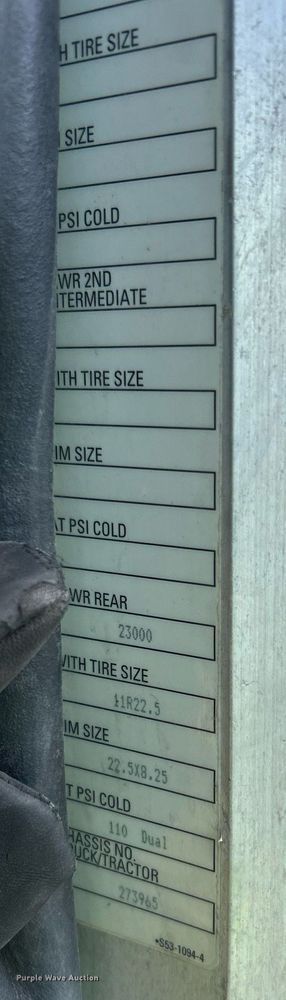 H TIRE SIZE
SIZE
PSI COLD
WR 2ND
TERMEDIATE
ITH TIRE SIZE
IM SIZE
T PSI COLD
WR REAR
23000
WITH TIRE SIZE
11R22.5
IM SIZE
22.5X8.25
T PSI COLD
110 Dual
HASSIS NO.
UCK/TRACTOR
273965
•S53-1094-4
Purple Wave Auction